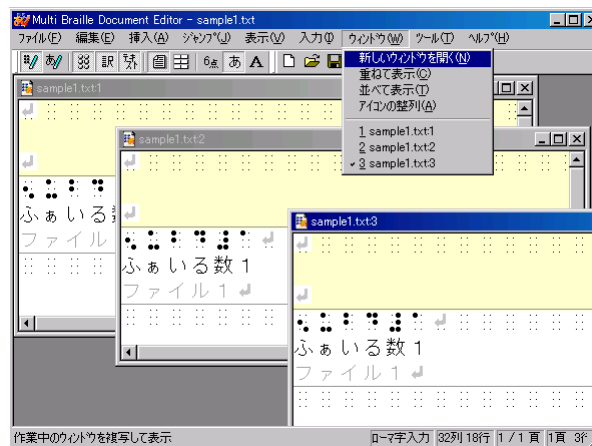 Multi Braille Document Editor - sample1.txt
ファイル(F) 編集(E) 挿入(A) ジャンプ(J) 表示(V) 入力(I) ウィンドウ(W) ツール(T) ヘルプ(H)
訳 6点 あ A
新しいウィンドウを開く(N)
重ねて表示(C)
並べて表示(T)
アイコンの整列(A)
1 sample1.txt:1
2 sample1.txt:2
✓ 3 sample1.txt:3
sample1.txt:1
ふぁいる数
ファイル
sample1.txt:2
ふぁいる数1
ファイル1
sample1.txt:3
ふぁいる数1
ファイル1
作業中のウィンドウを複写して表示
ローマ字入力 32列 18行 1/1 頁 1頁 3行